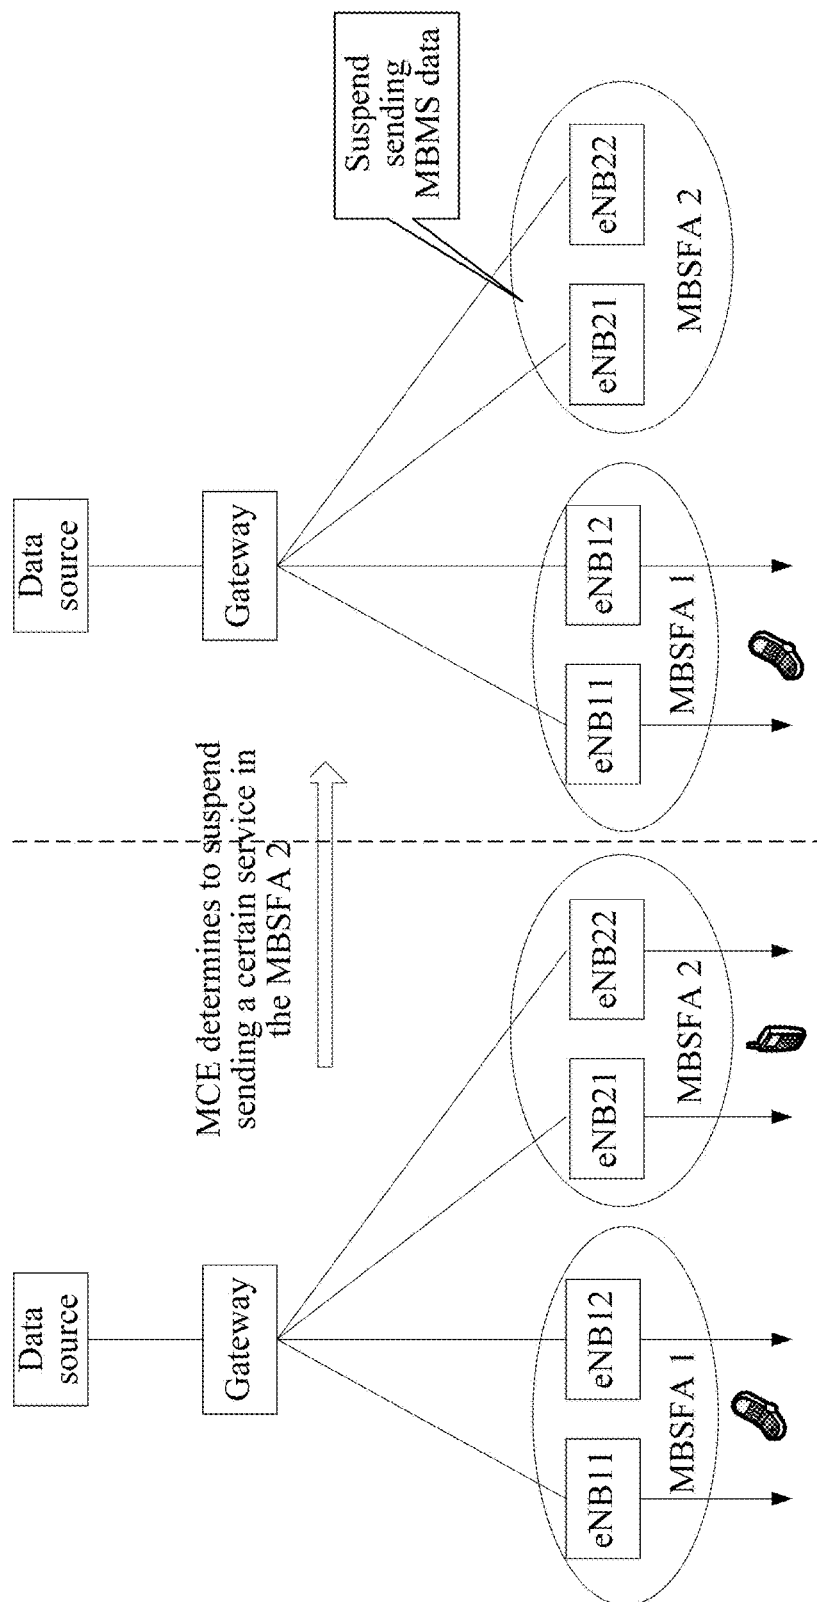 Data
source
Gateway
eNB11
eNB12
MBSFA 1
eNB21
eNB22
MBSFA 2
MCE determines to suspend
sending a certain service in
the MBSFA 2
Data
source
Gateway
eNB11
eNB12
MBSFA 1
eNB21
eNB22
MBSFA 2
Suspend
sending
MBMS data